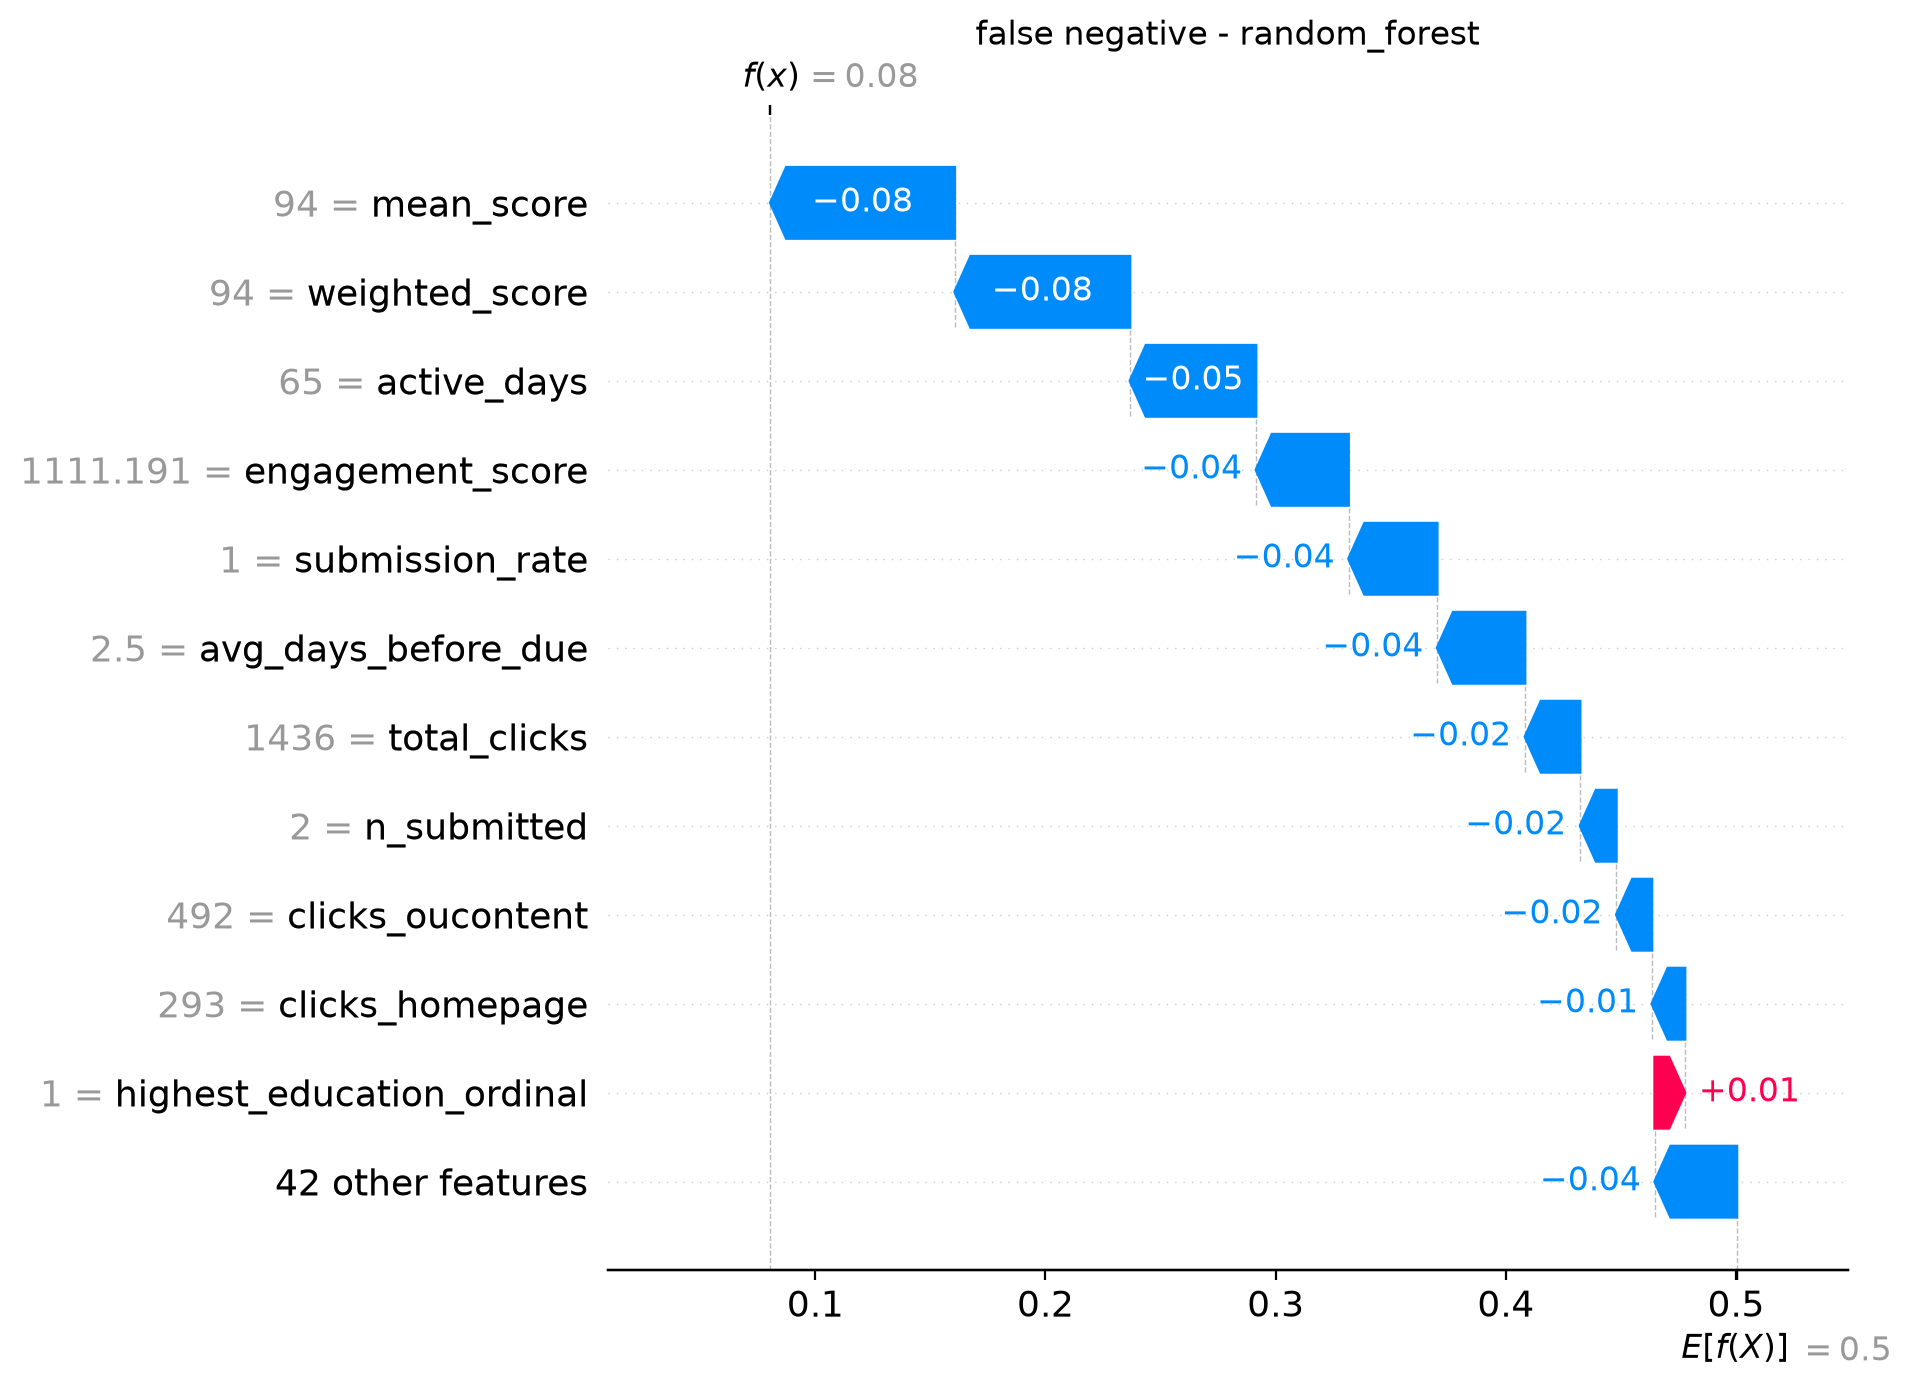 false negative - random_forest
f(x) = 0.08
94 = mean_score
−0.08
94 = weighted_score
−0.08
65 = active_days
−0.05
1111.191 = engagement_score
−0.04
1 = submission_rate
−0.04
2.5 = avg_days_before_due
−0.04
1436 = total_clicks
−0.02
2 = n_submitted
−0.02
492 = clicks_oucontent
−0.02
293 = clicks_homepage
−0.01
1 = highest_education_ordinal
+0.01
42 other features
−0.04
0.1 0.2 0.3 0.4 0.5
E[f(X)] = 0.5